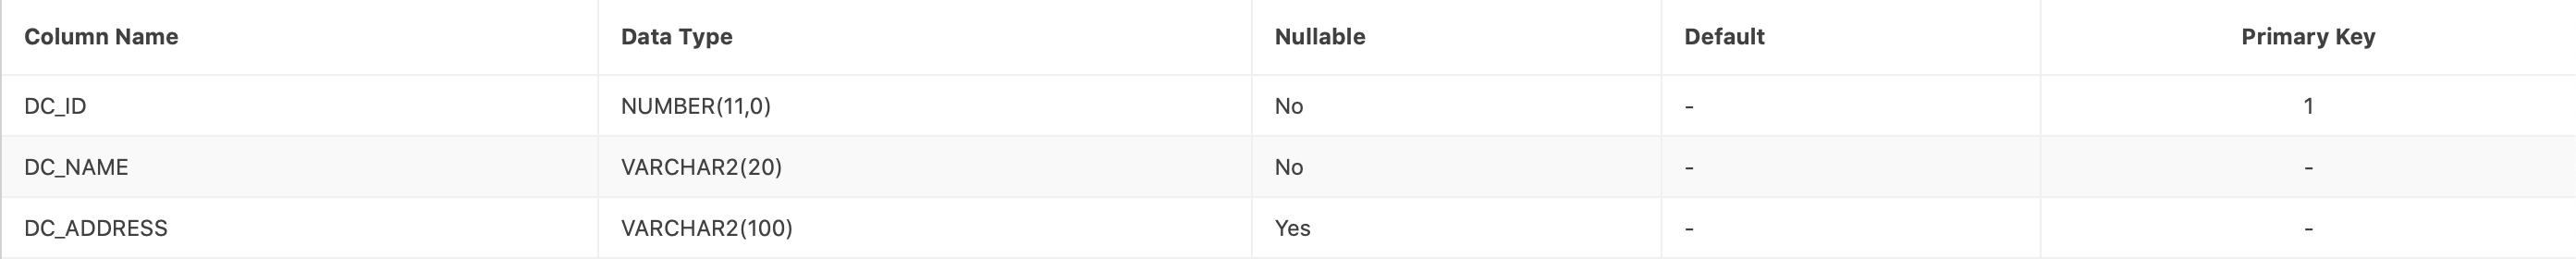 Column Name Data Type Nullable Default Primary Key
DC_ID NUMBER(11,0) No - 1
DC_NAME VARCHAR2(20) No - -
DC_ADDRESS VARCHAR2(100) Yes - -